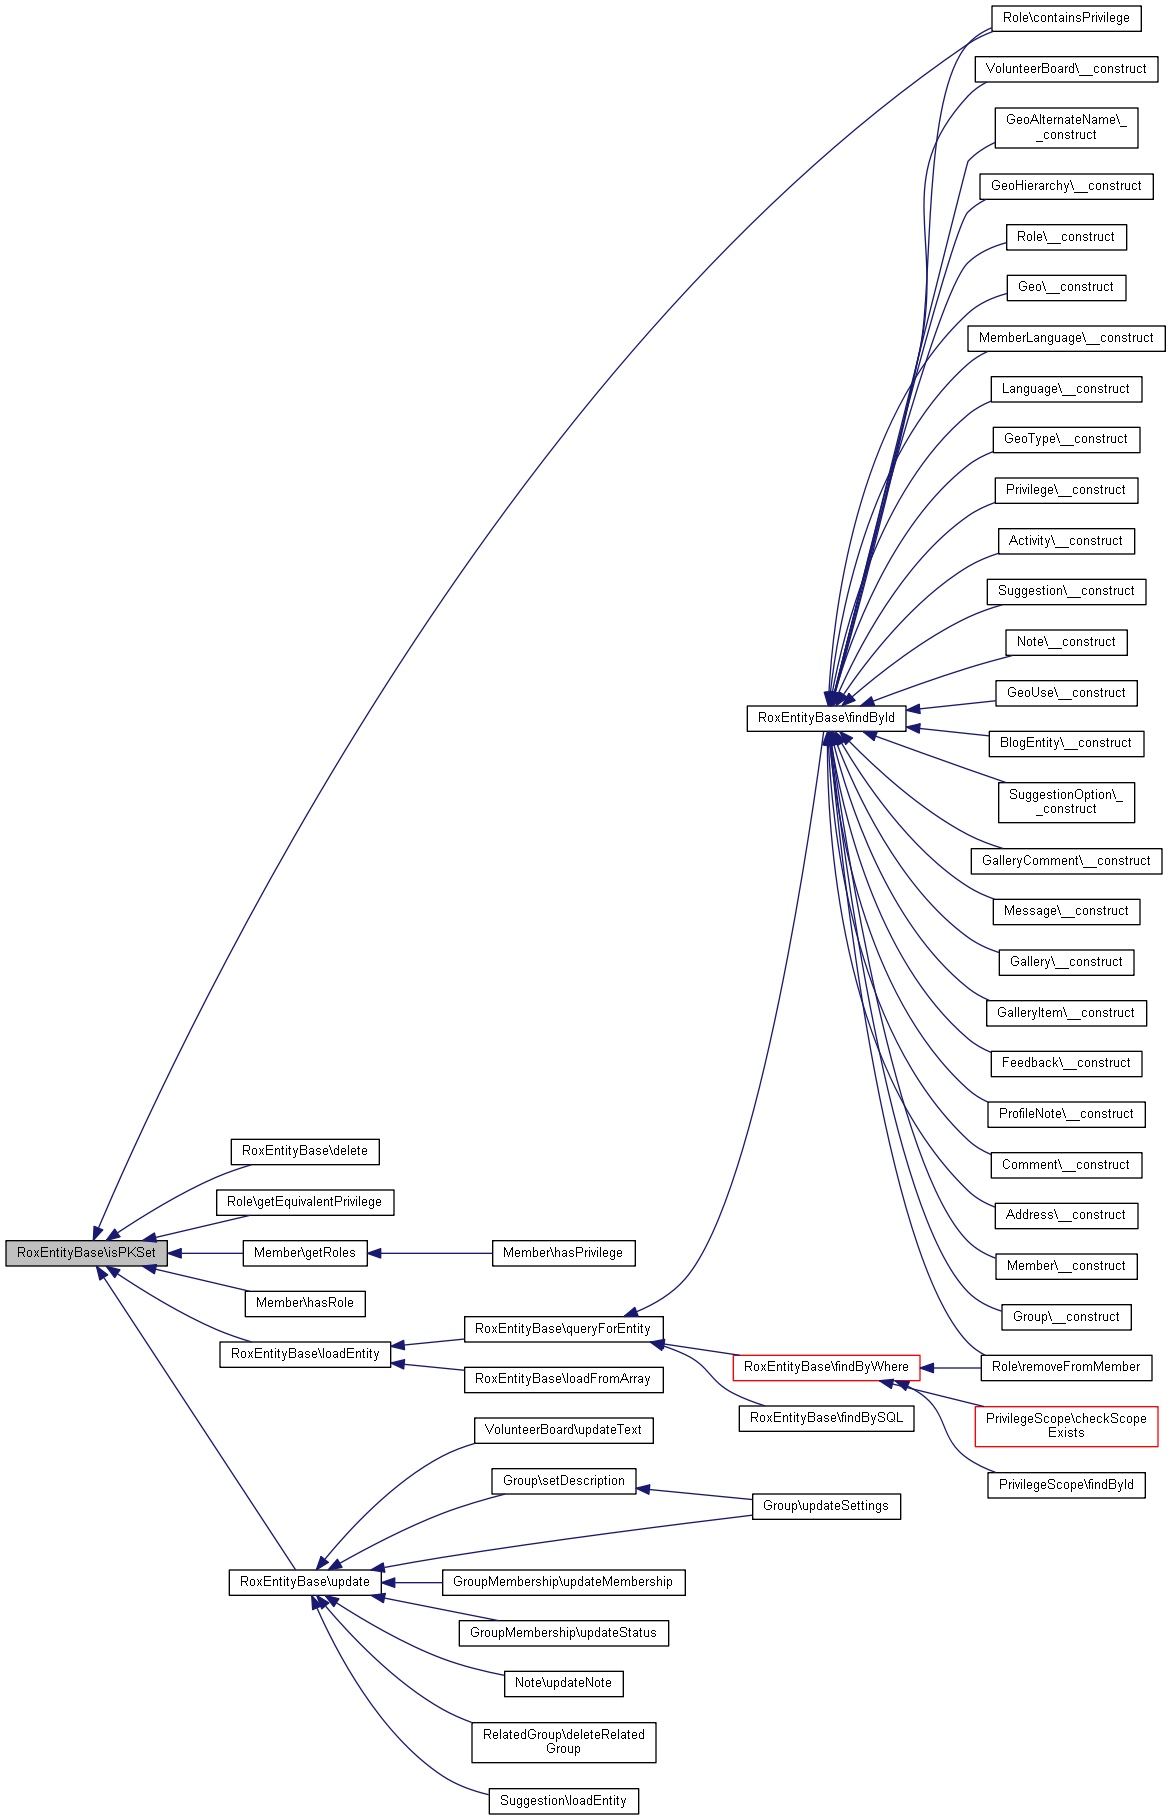 Role\containsPrivilege
VolunteerBoard\__construct
GeoAlternateName\_
_construct
GeoHierarchy\__construct
Role\__construct
Geo\__construct
MemberLanguage\__construct
Language\__construct
GeoType\__construct
Privilege\__construct
Activity\__construct
Suggestion\__construct
Note\__construct
GeoUse\__construct
RoxEntityBase\findById
BlogEntity\__construct
SuggestionOption\_
_construct
GalleryComment\__construct
Message\__construct
Gallery\__construct
GalleryItem\__construct
Feedback\__construct
ProfileNote\__construct
Comment\__construct
Address\__construct
Member\__construct
Group\__construct
Role\removeFromMember
RoxEntityBase\delete
Role\getEquivalentPrivilege
RoxEntityBase\isPKSet
Member\getRoles
Member\hasPrivilege
Member\hasRole
RoxEntityBase\loadEntity
RoxEntityBase\queryForEntity
RoxEntityBase\loadFromArray
RoxEntityBase\findByWhere
RoxEntityBase\findBySQL
PrivilegeScope\checkScope
Exists
PrivilegeScope\findById
VolunteerBoard\updateText
Group\setDescription
Group\updateSettings
RoxEntityBase\update
GroupMembership\updateMembership
GroupMembership\updateStatus
Note\updateNote
RelatedGroup\deleteRelated
Group
Suggestion\loadEntity